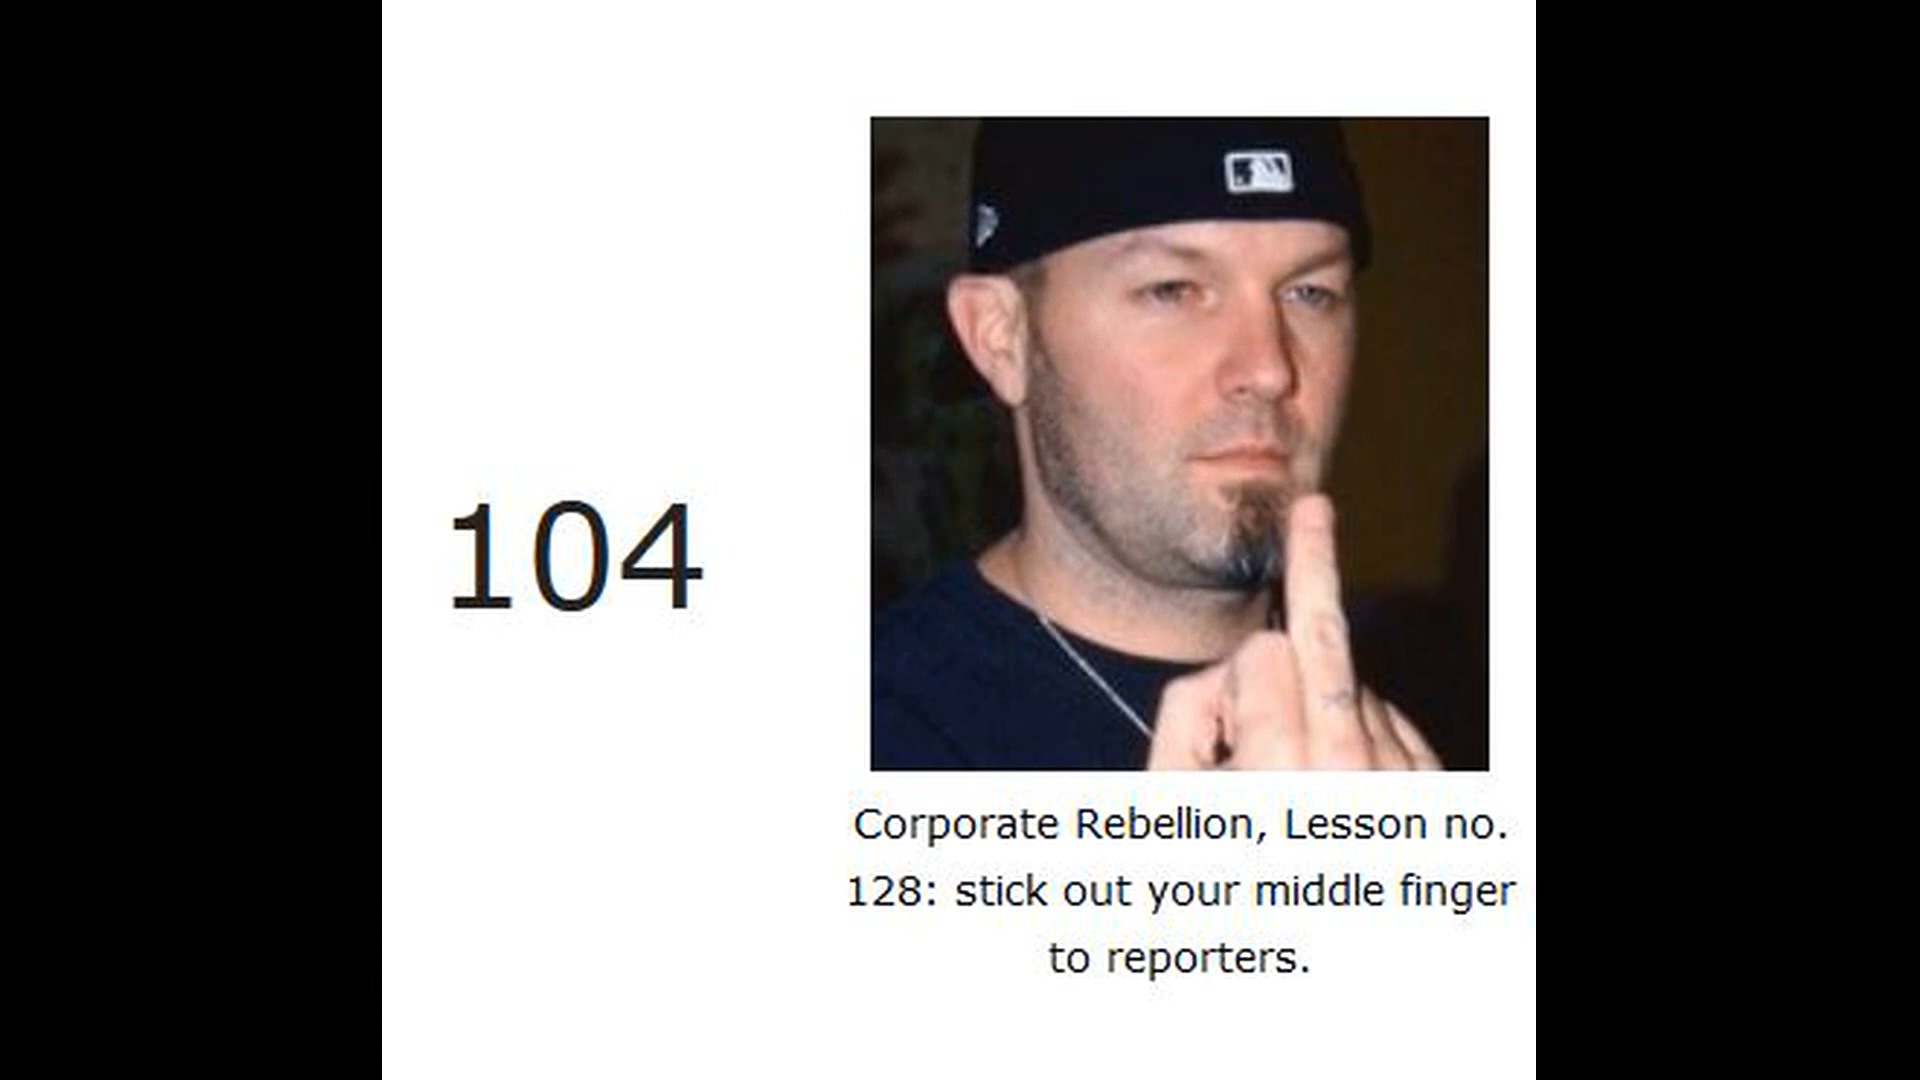 104
Corporate Rebellion, Lesson no.
128: stick out your middle finger
to reporters.